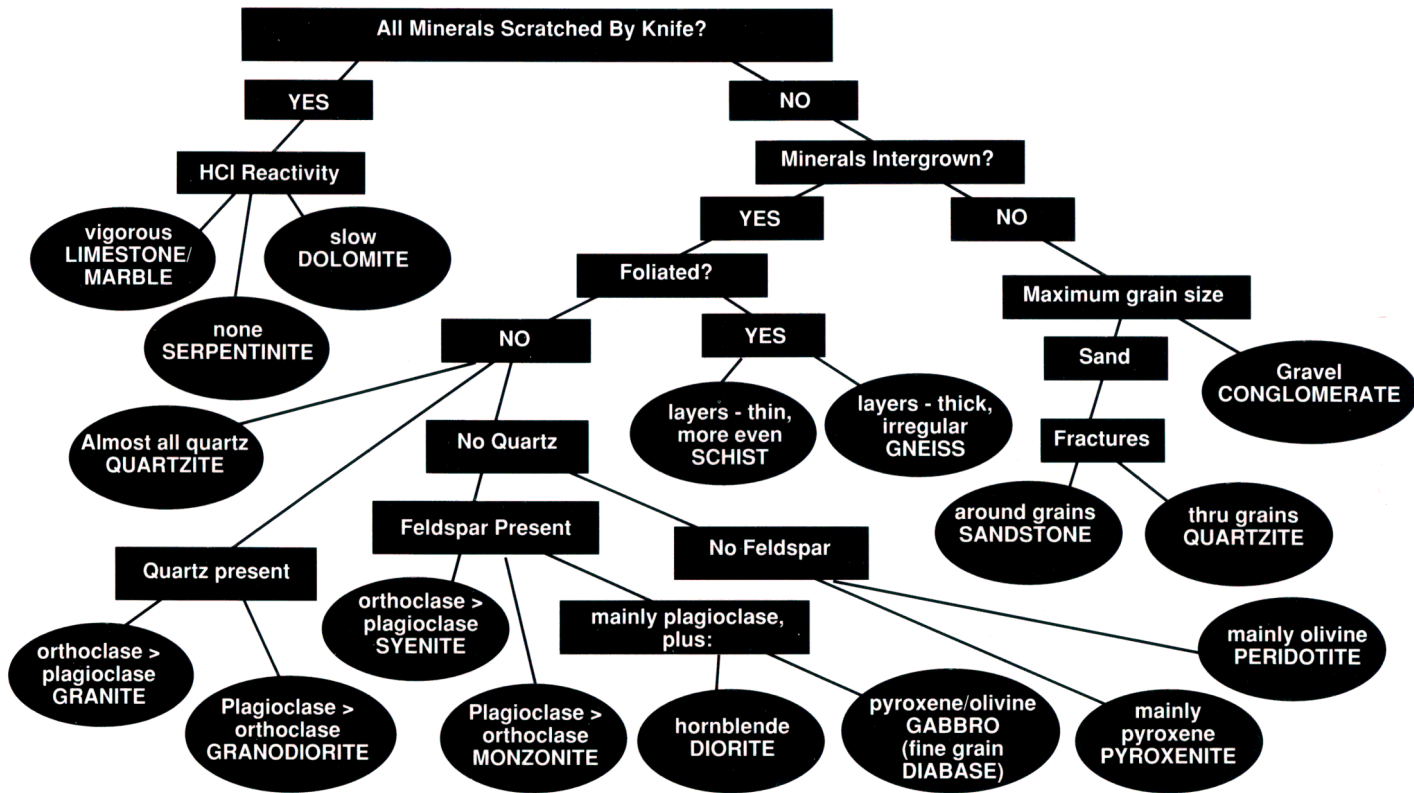 All Minerals Scratched By Knife?
YES
NO
HCl Reactivity
Minerals Intergrown?
vigorous
LIMESTONE/
MARBLE
slow
DOLOMITE
none
SERPENTINITE
YES
NO
Foliated?
Maximum grain size
NO
YES
Sand
Gravel
CONGLOMERATE
Almost all quartz
QUARTZITE
No Quartz
layers - thin,
more even
SCHIST
layers - thick,
irregular
GNEISS
Fractures
around grains
SANDSTONE
thru grains
QUARTZITE
Quartz present
Feldspar Present
No Feldspar
orthoclase >
plagioclase
GRANITE
Plagioclase >
orthoclase
GRANODIORITE
orthoclase >
plagioclase
SYENITE
Plagioclase >
orthoclase
MONZONITE
mainly plagioclase,
plus:
hornblende
DIORITE
pyroxene/olivine
GABBRO
(fine grain
DIABASE)
mainly
pyroxene
PYROXENITE
mainly olivine
PERIDOTITE